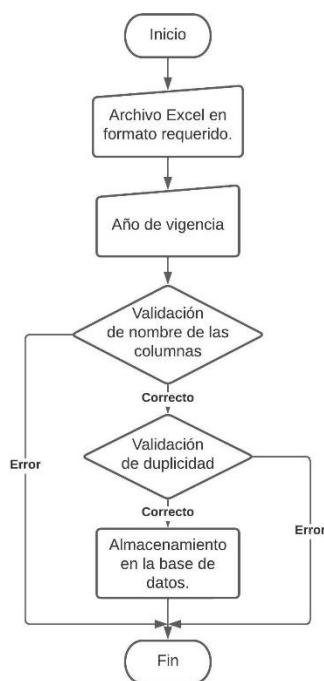 Inicio
Archivo Excel en
formato requerido.
Año de vigencia
Validación
de nombre de las
columnas
Correcto
Error
Validación
de duplicidad
Correcto
Error
Almacenamiento
en la base de
datos.
Fin